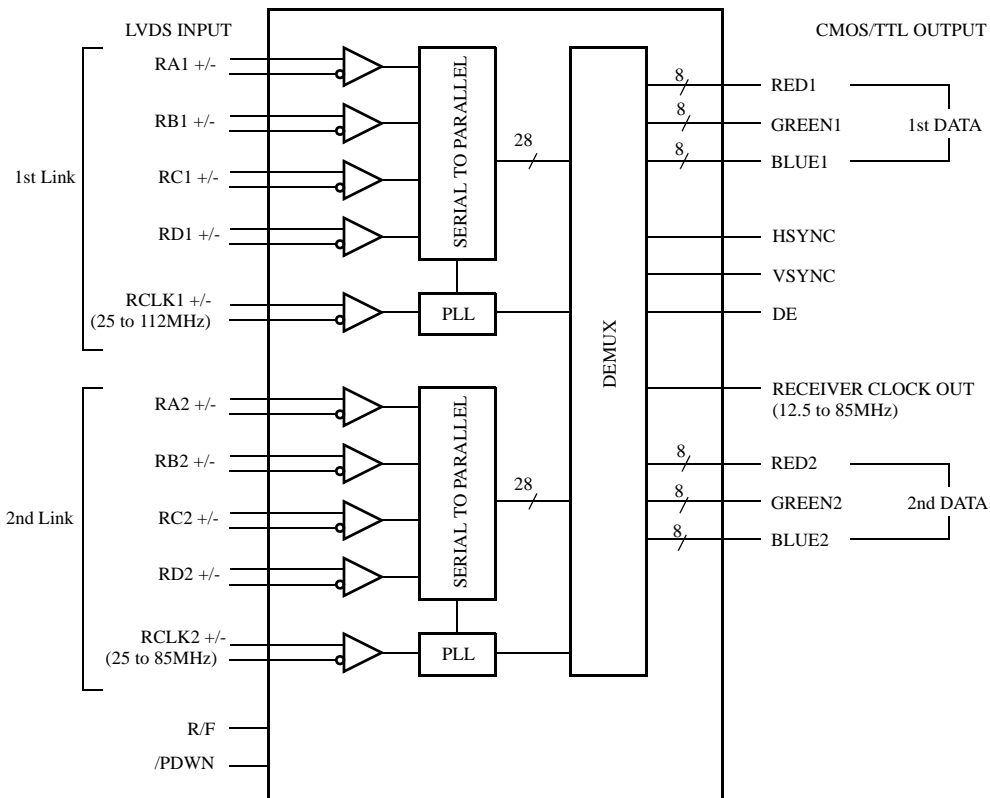 LVDS INPUT
CMOS/TTL OUTPUT
1st Link
RA1 +/-
RB1 +/-
RC1 +/-
RD1 +/-
RCLK1 +/-
(25 to 112MHz)
SERIAL TO PARALLEL
PLL
28
2nd Link
RA2 +/-
RB2 +/-
RC2 +/-
RD2 +/-
RCLK2 +/-
(25 to 85MHz)
SERIAL TO PARALLEL
PLL
28
R/F
/PDWN
DEMUX
8
RED1
8
GREEN1
8
BLUE1
1st DATA
HSYNC
VSYNC
DE
RECEIVER CLOCK OUT
(12.5 to 85MHz)
8
RED2
8
GREEN2
8
BLUE2
2nd DATA